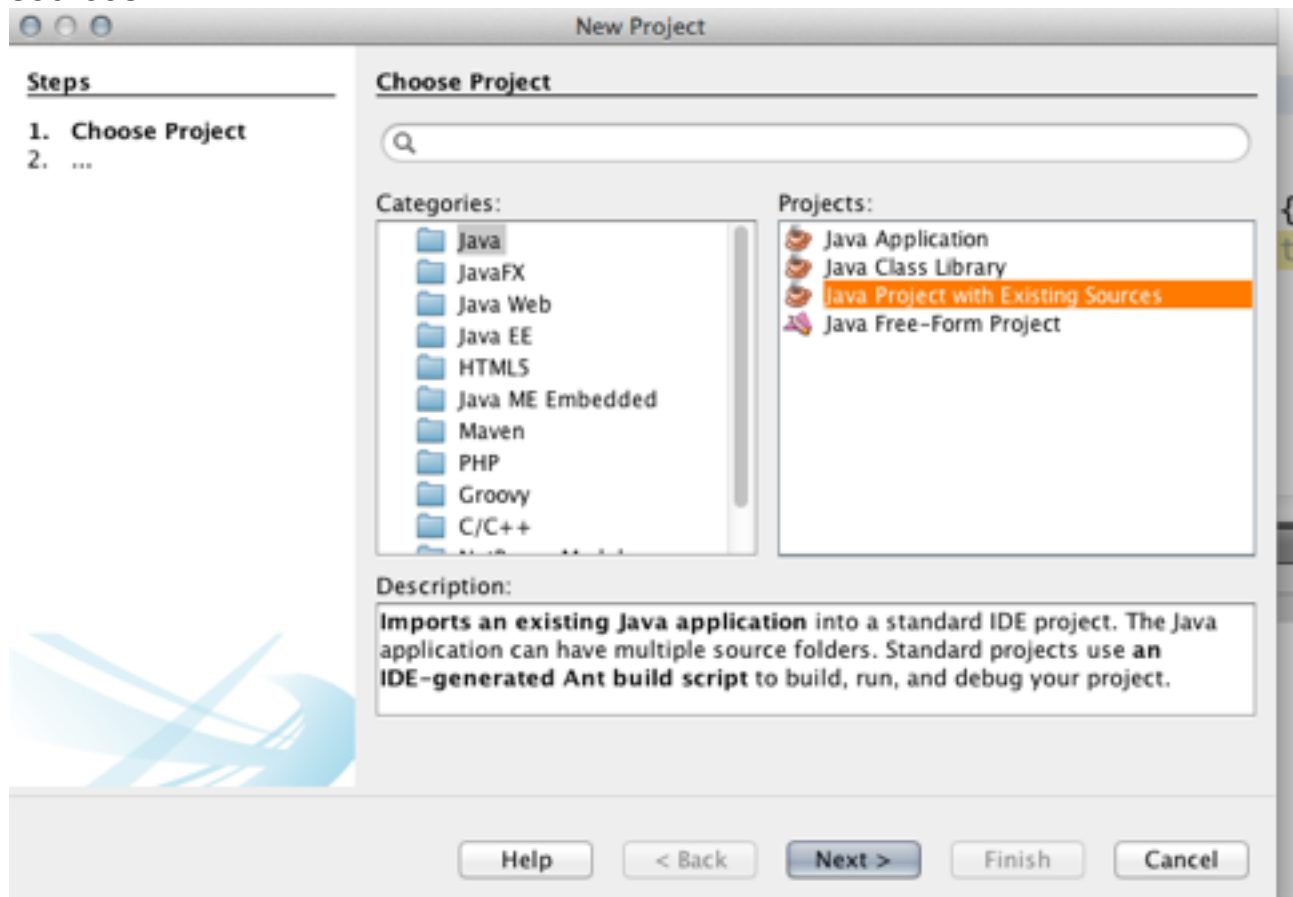 New Project
Steps
1. Choose Project
2. ...
Choose Project
Categories:
Java
JavaFX
Java Web
Java EE
HTML5
Java ME Embedded
Maven
PHP
Groovy
C/C++
Projects:
Java Application
Java Class Library
Java Project with Existing Sources
Java Free-Form Project
{
t
Description:
Imports an existing Java application into a standard IDE project. The Java
application can have multiple source folders. Standard projects use an
IDE-generated Ant build script to build, run, and debug your project.
Help
< Back
Next >
Finish
Cancel